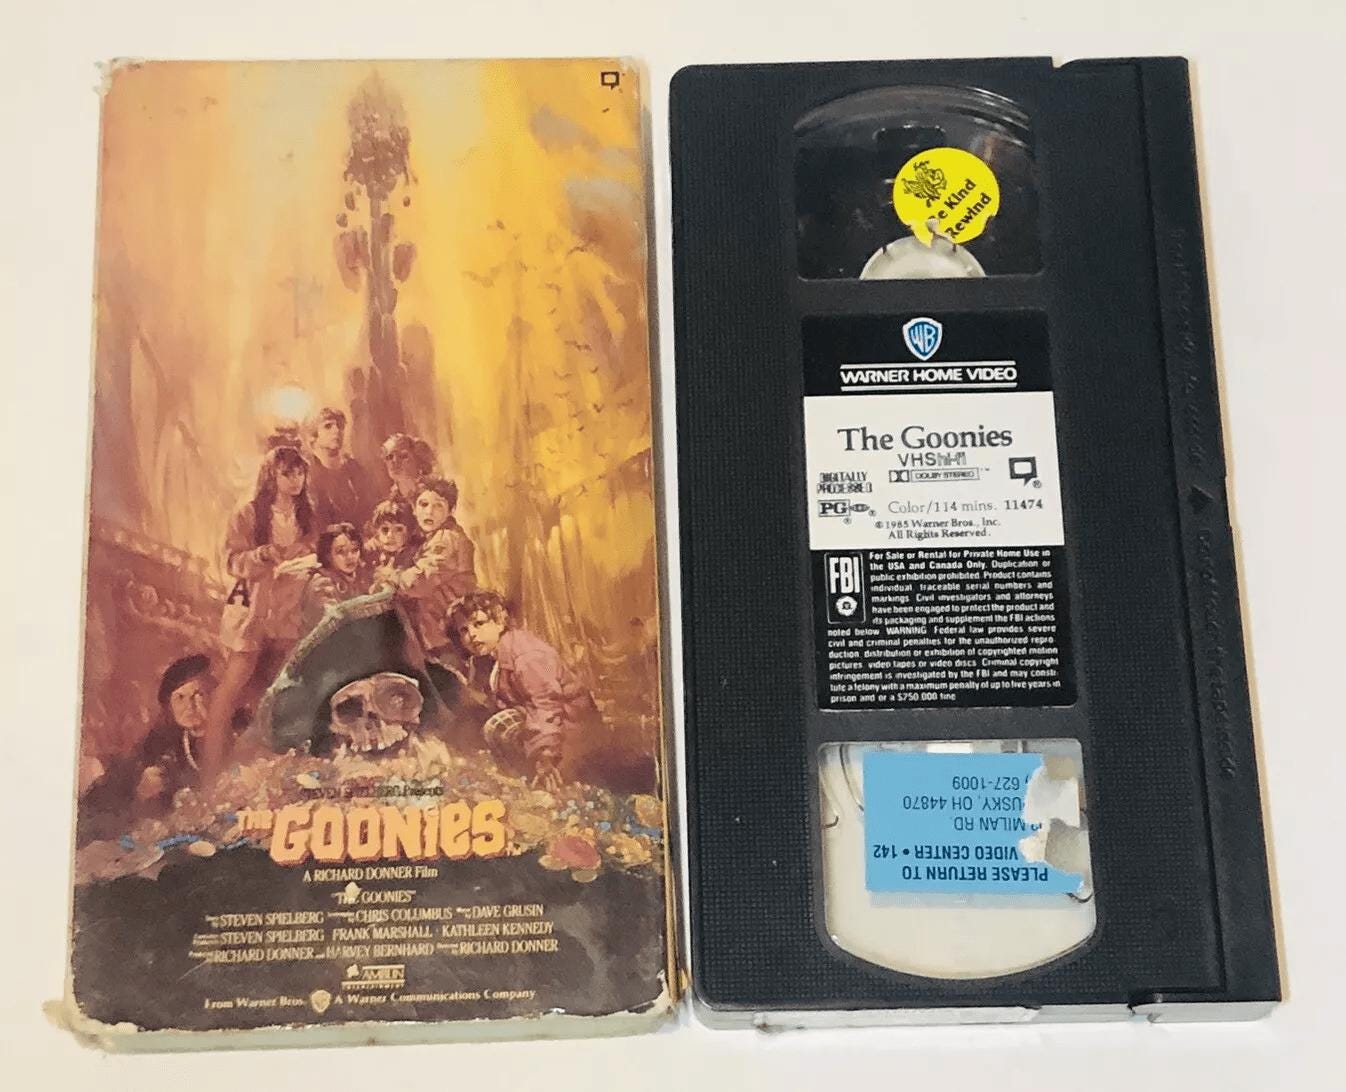 STEVEN SPIELBERG Presents
THE GOONIES
A RICHARD DONNER Film
"THE GOONIES"
STEVEN SPIELBERG CHRIS COLUMBUS DAVE GRUSIN
STEVEN SPIELBERG FRANK MARSHALL · KATHLEEN KENNEDY
RICHARD DONNER and HARVEY BERNHARD RICHARD DONNER
AMBLIN
ENTERTAINMENT
From Warner Bros. A Warner Communications Company
Kind
Rewind
WB
WARNER HOME VIDEO
The Goonies
VHS hi-fi
DIGITALLY
PROCESSED
DOLBY STEREO
PG
Color/114 mins. 11474
© 1985 Warner Bros., Inc.
All Rights Reserved.
FBI
For Sale or Rental for Private Home Use in
the USA and Canada Only. Duplication or
public exhibition prohibited. Product contains
individual traceable serial numbers and
markings. Civil investigators and attorneys
have been engaged to protect the product and
its packaging and supplement the FBI actions
noted below. WARNING: Federal law provides severe
civil and criminal penalties for the unauthorized repro-
duction, distribution or exhibition of copyrighted motion
pictures, video tapes or video discs. Criminal copyright
infringement is investigated by the FBI and may consti-
tute a felony with a maximum penalty of up to five years in
prison and or a $250,000 fine
PLEASE RETURN TO
VIDEO CENTER • 142
MILAN RD.
USKY, OH 44870
627-1009